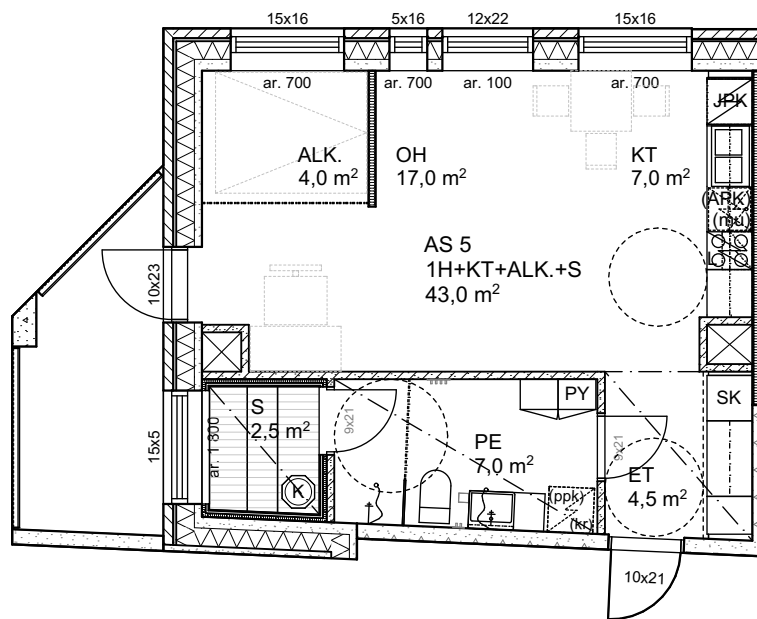 15x16
5x16
12x22
15x16
ar. 700
ar. 700
ar. 100
ar. 700
JPK
ALK.
4,0 m²
OH
17,0 m²
KT
7,0 m²
(APK)
(mu)
L
AS 5
1H+KT+ALK.+S
43,0 m²
10x23
15x5
ar. 1 800
S
2,5 m²
K
9x21
PE
7,0 m²
PY
(ppk)
(kr)
9x21
SK
ET
4,5 m²
10x21